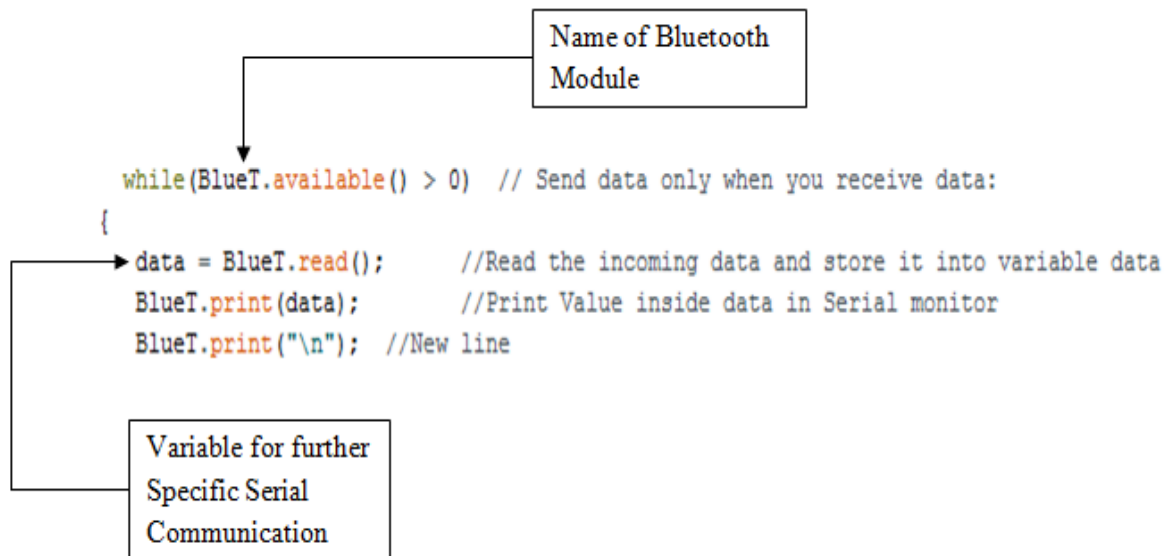 Name of Bluetooth
Module
while(BlueT.available() > 0)  // Send data only when you receive data:
{
data = BlueT.read();        //Read the incoming data and store it into variable data
BlueT.print(data);          //Print Value inside data in Serial monitor
BlueT.print("\n");  //New line
Variable for further
Specific Serial
Communication